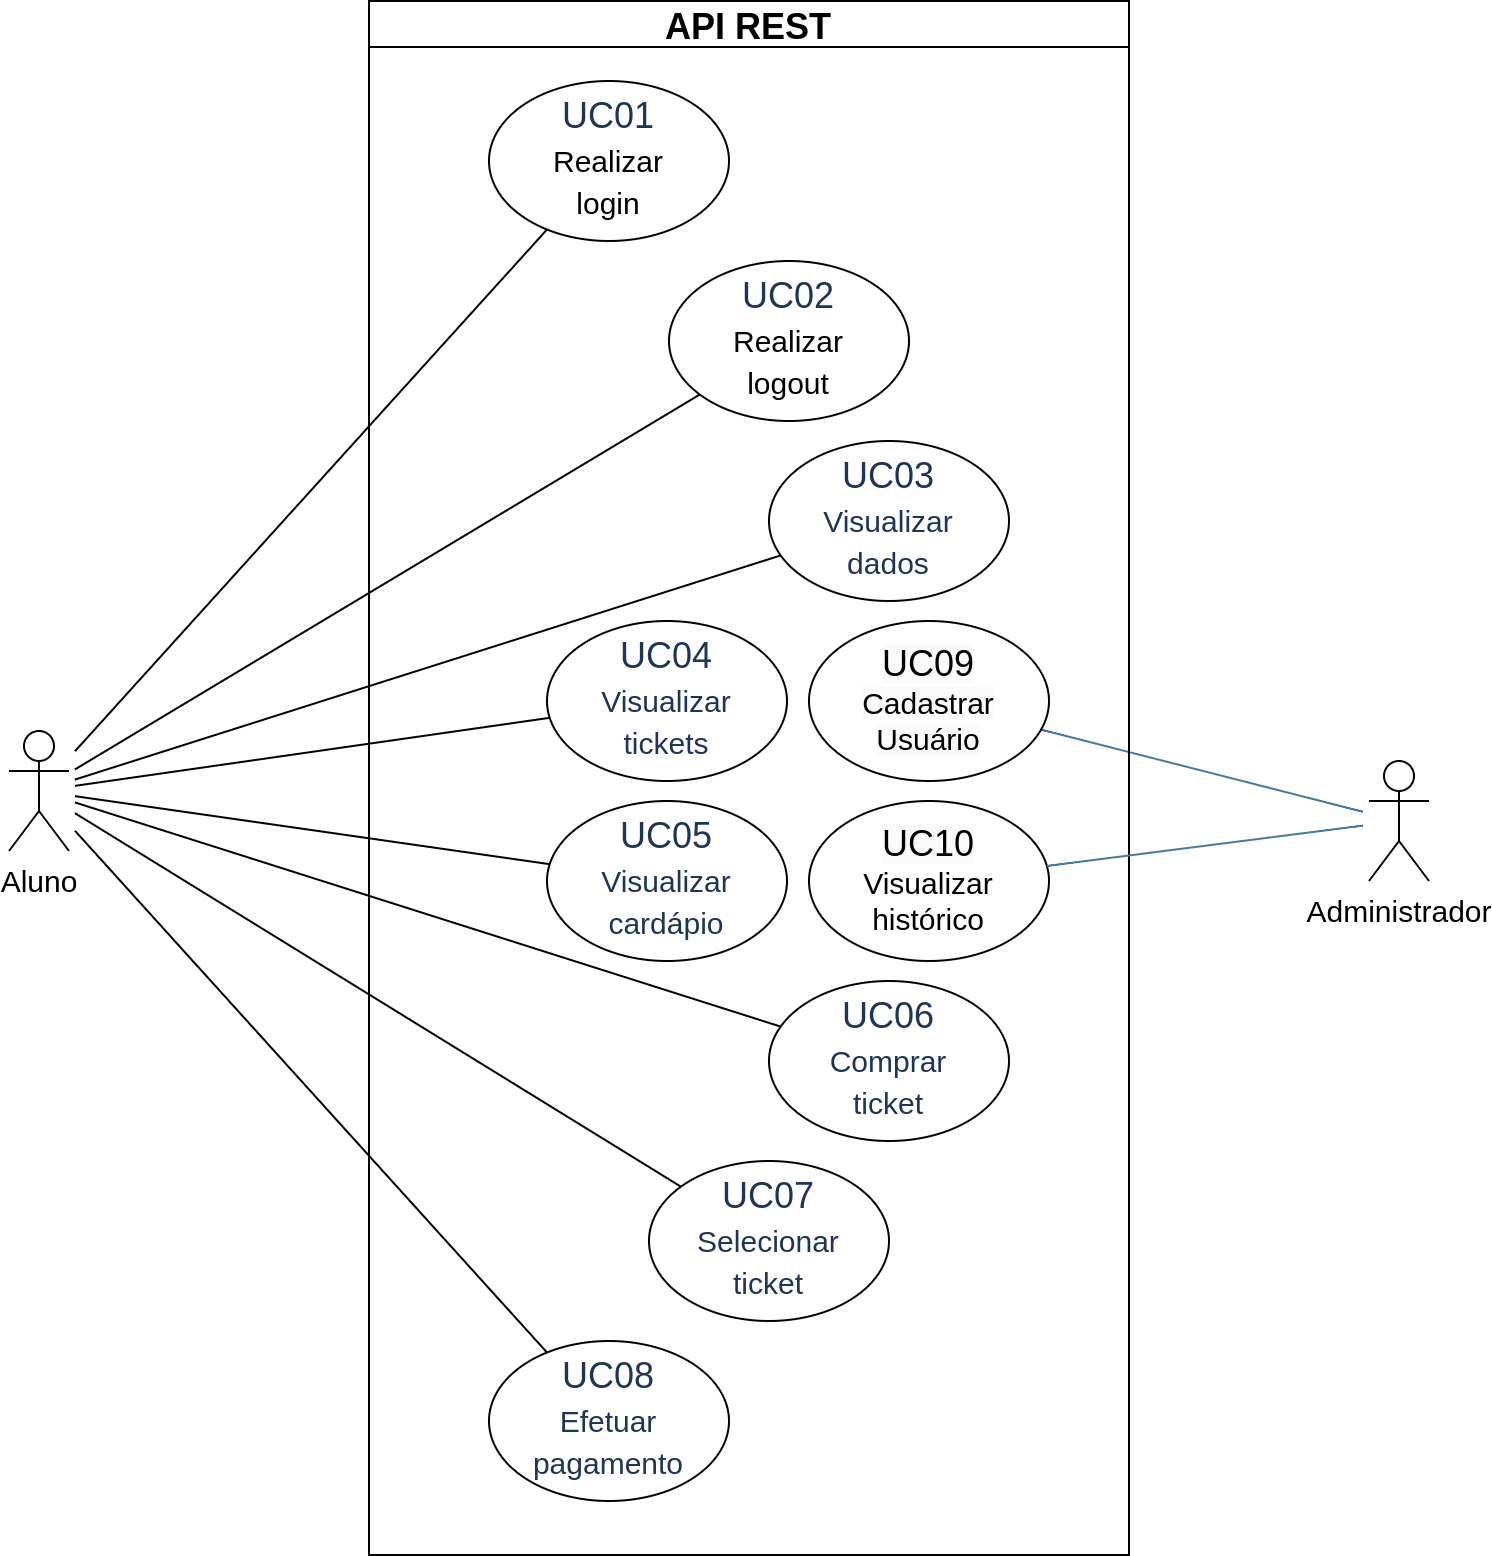 API REST
UC01
Realizar
login
UC02
Realizar
logout
UC03
Visualizar
dados
UC04
Visualizar
tickets
UC09
Cadastrar
Usuário
Aluno
Administrador
UC05
Visualizar
cardápio
UC10
Visualizar
histórico
UC06
Comprar
ticket
UC07
Selecionar
ticket
UC08
Efetuar
pagamento